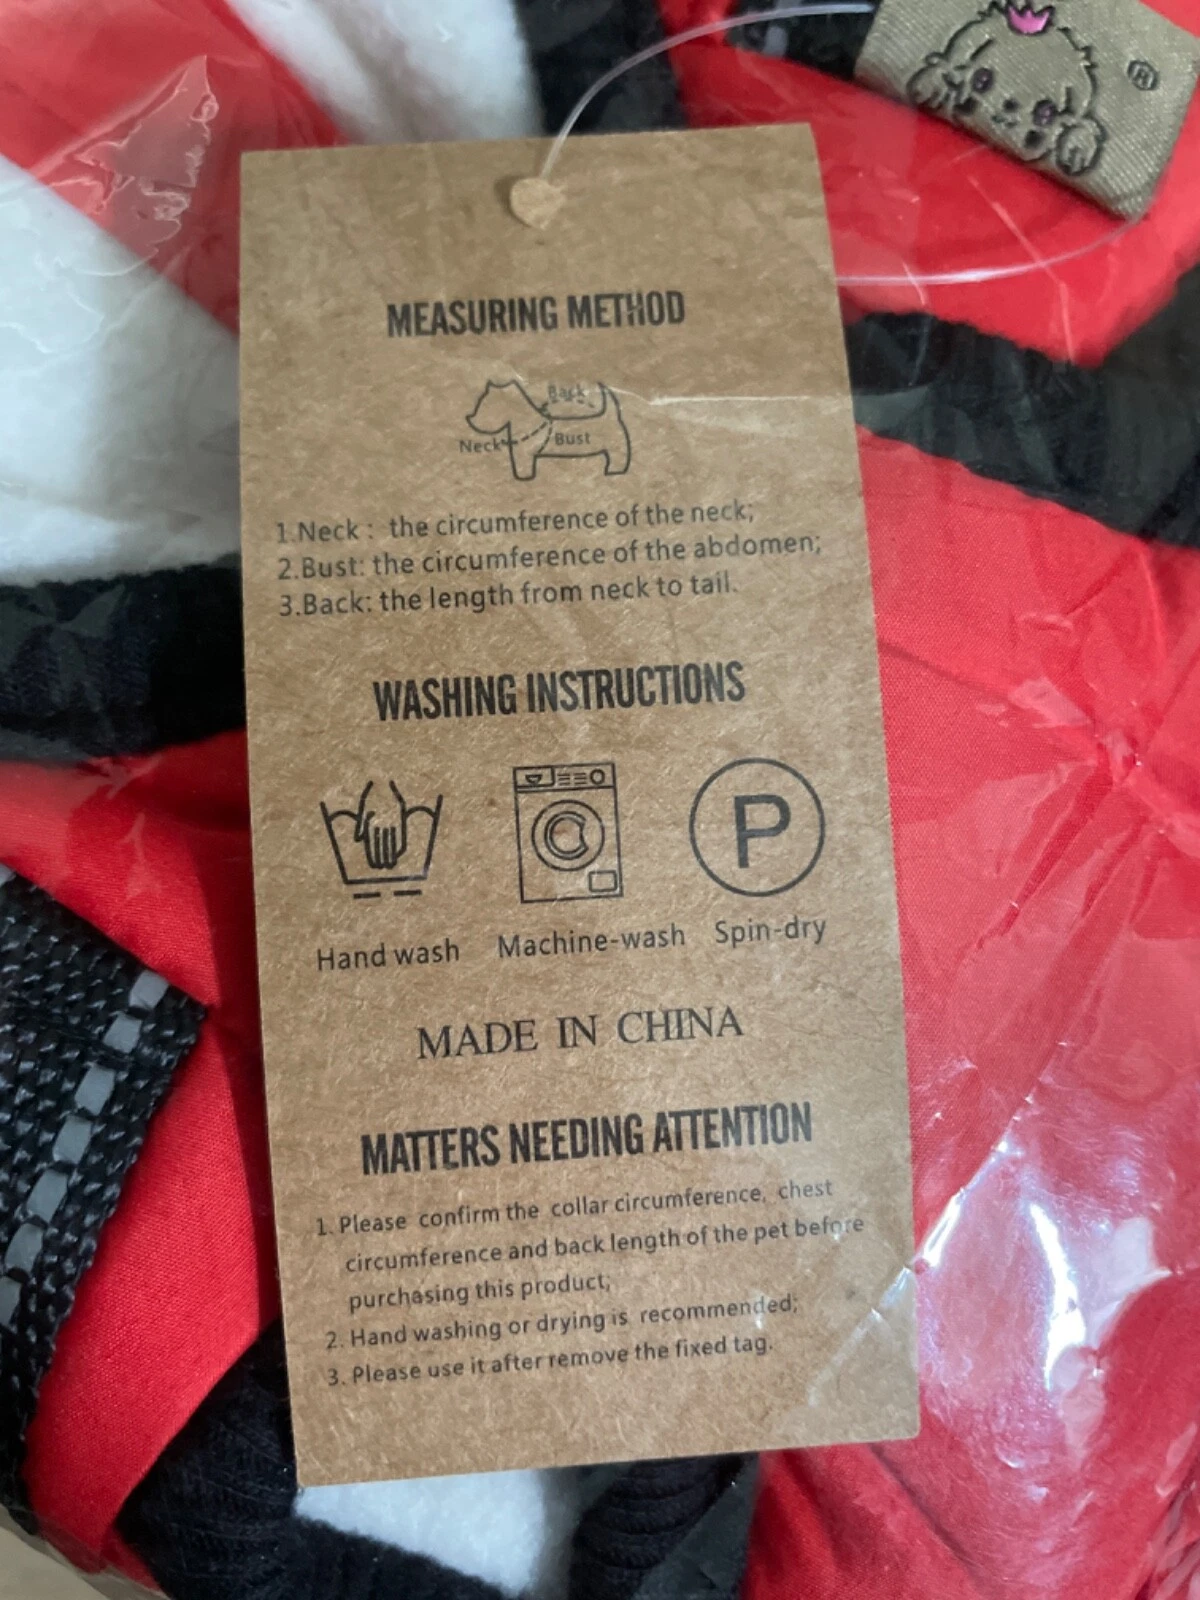 ®
MEASURING METHOD
Back
Neck
Bust
1.Neck : the circumference of the neck;
2.Bust: the circumference of the abdomen;
3.Back: the length from neck to tail.
WASHING INSTRUCTIONS
P
Hand wash Machine-wash Spin-dry
MADE IN CHINA
MATTERS NEEDING ATTENTION
1. Please confirm the collar circumference, chest
circumference and back length of the pet before
purchasing this product;
2. Hand washing or drying is recommended;
3. Please use it after remove the fixed tag.